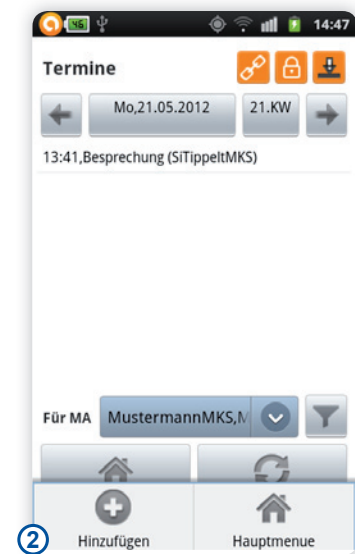 46 14:47
Termine
Mo,21.05.2012 21.KW
13:41,Besprechung (SiTippeltMKS)
Für MA MustermannMKS,M
2 Hinzufügen Hauptmenue